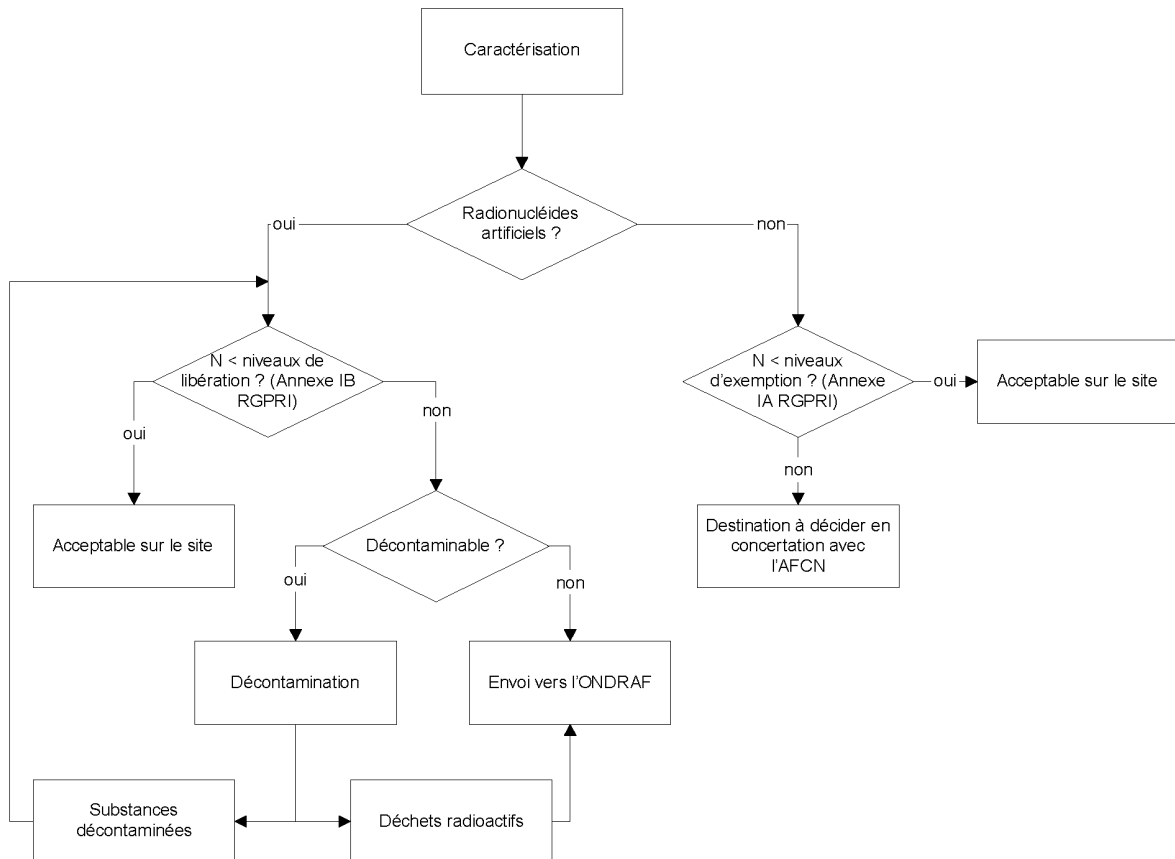 Caractérisation
Radionucléides
artificiels ?
oui
non
N < niveaux de
libération ? (Annexe IB
RGPRI)
N < niveaux
d'exemption ? (Annexe
IA RGPRI)
oui
Acceptable sur le site
oui
non
non
Acceptable sur le site
Décontaminable ?
Destination à décider en
concertation avec
l'AFCN
oui
non
Décontamination
Envoi vers l'ONDRAF
Substances
décontaminées
Déchets radioactifs